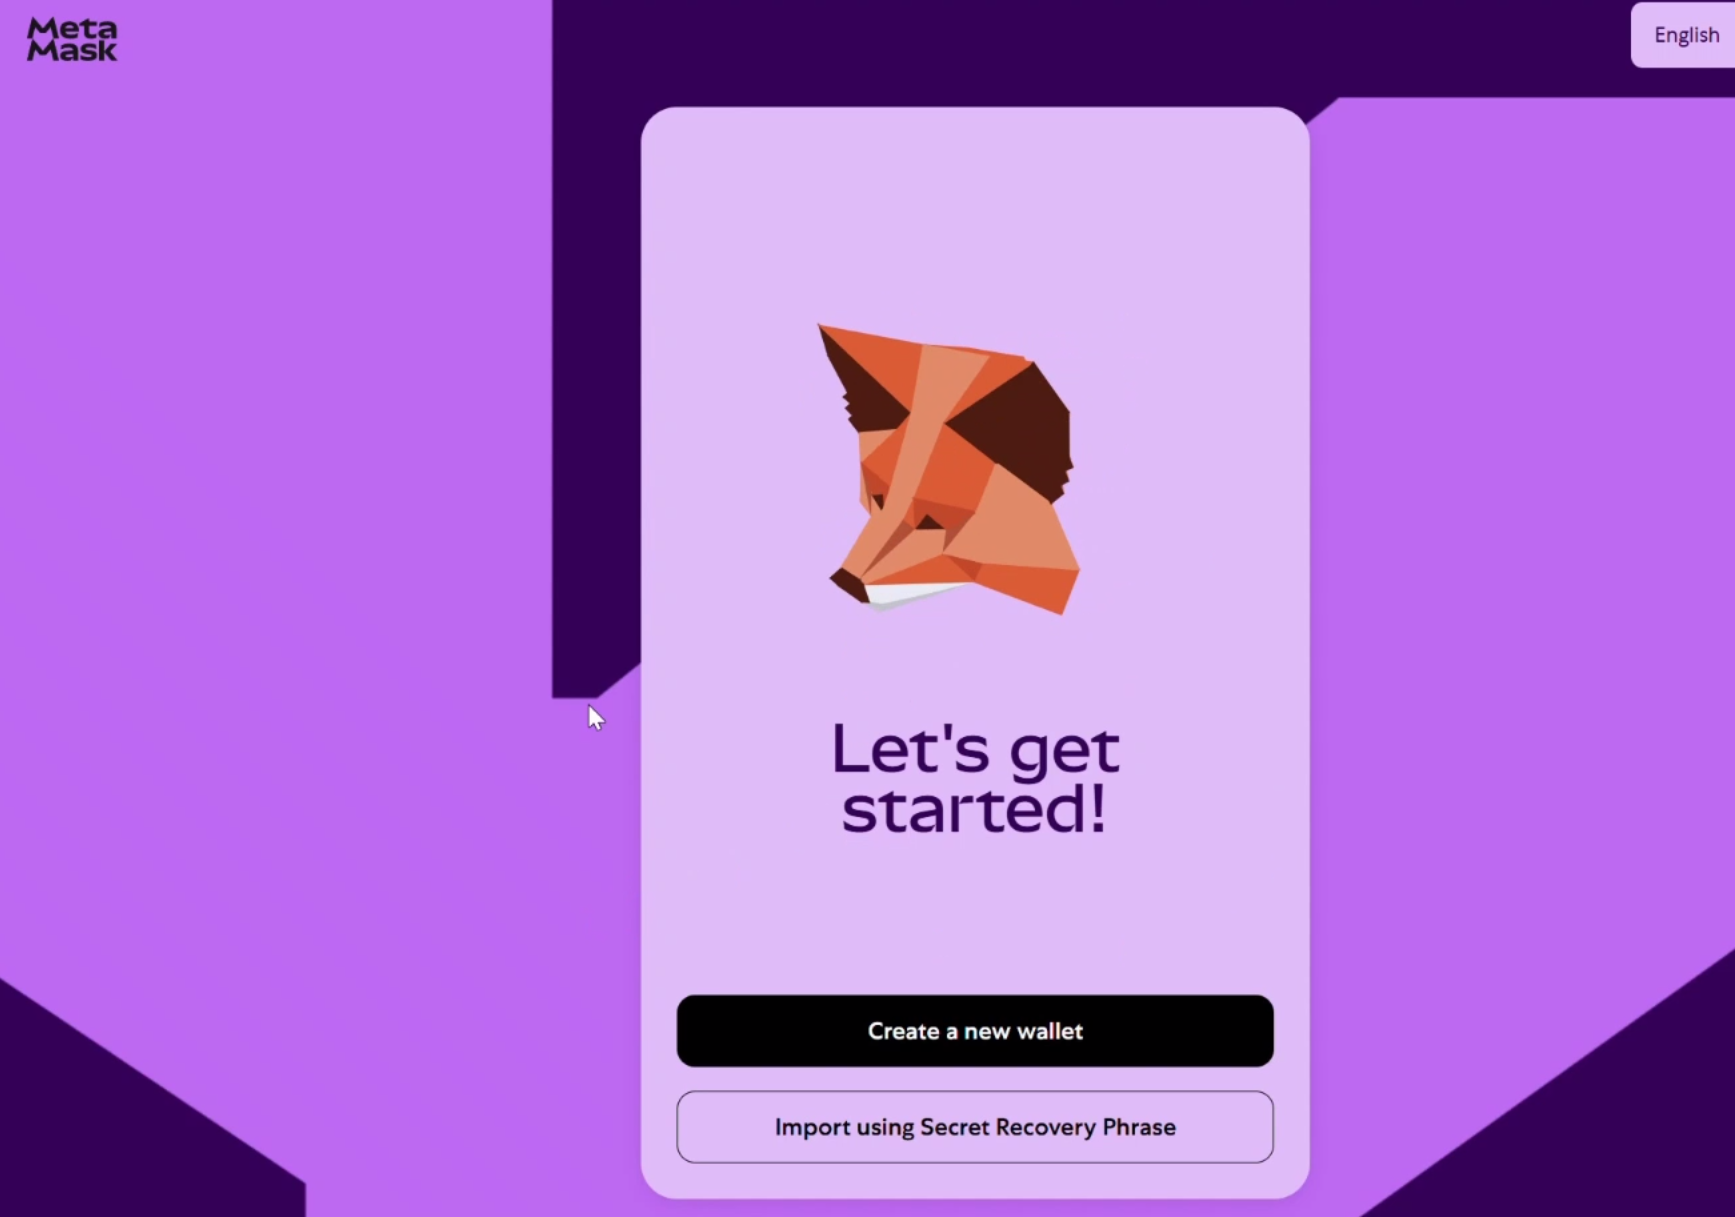 Meta
Mask
English
Let's get
started!
Create a new wallet
Import using Secret Recovery Phrase